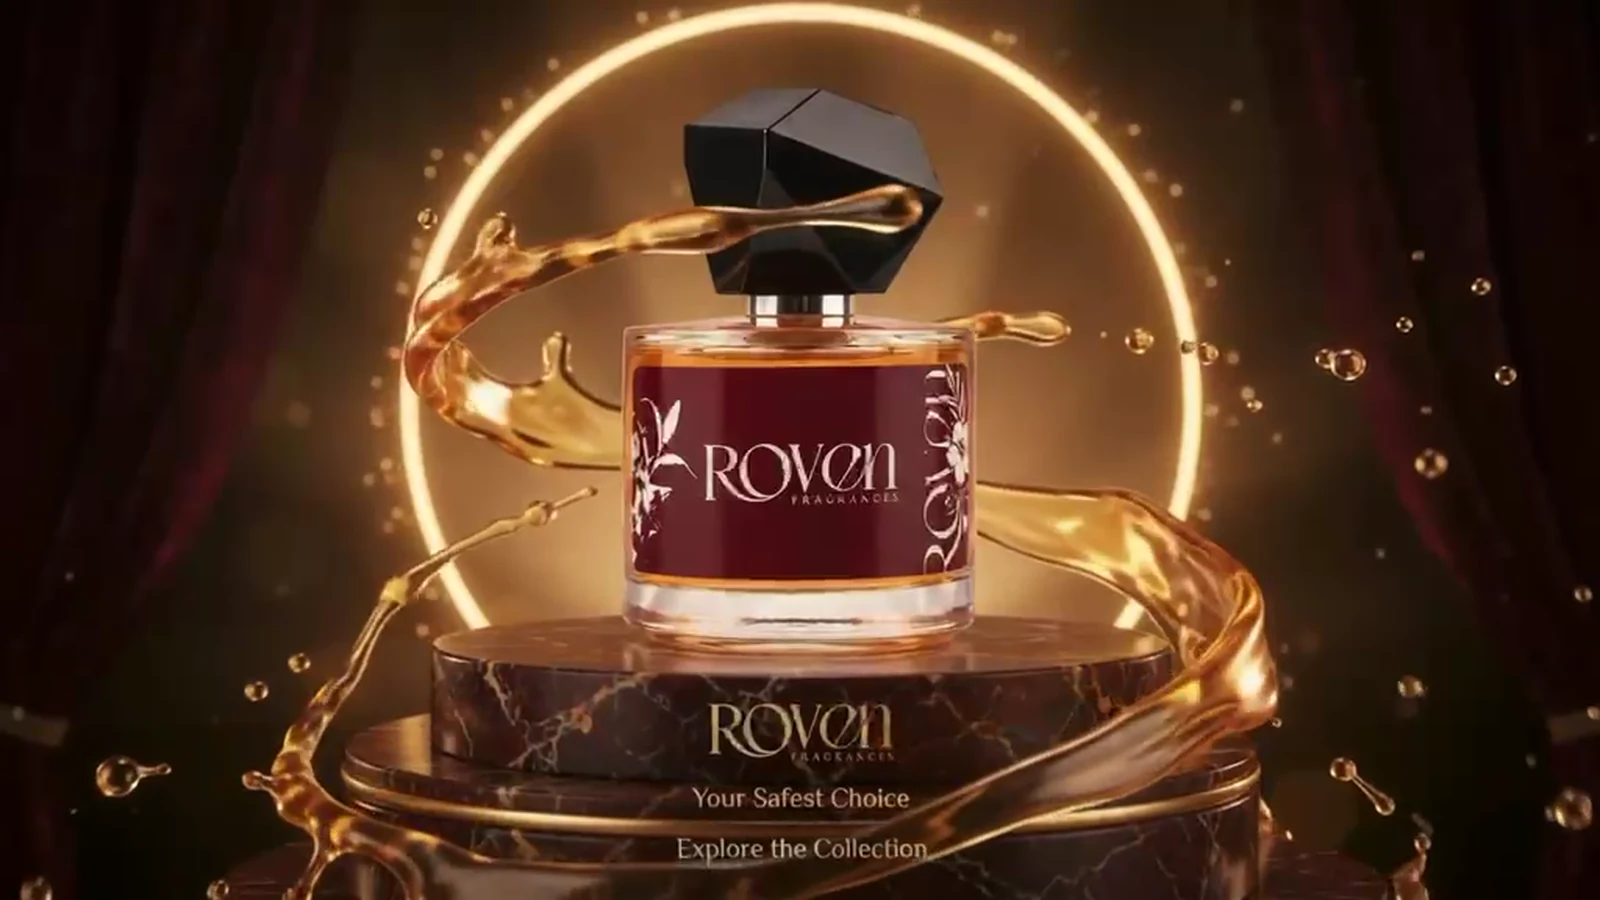 ROVEN
FRAGRANCES
ROVEN
ROVEN
FRAGRANCES
Your Safest Choice
Explore the Collection